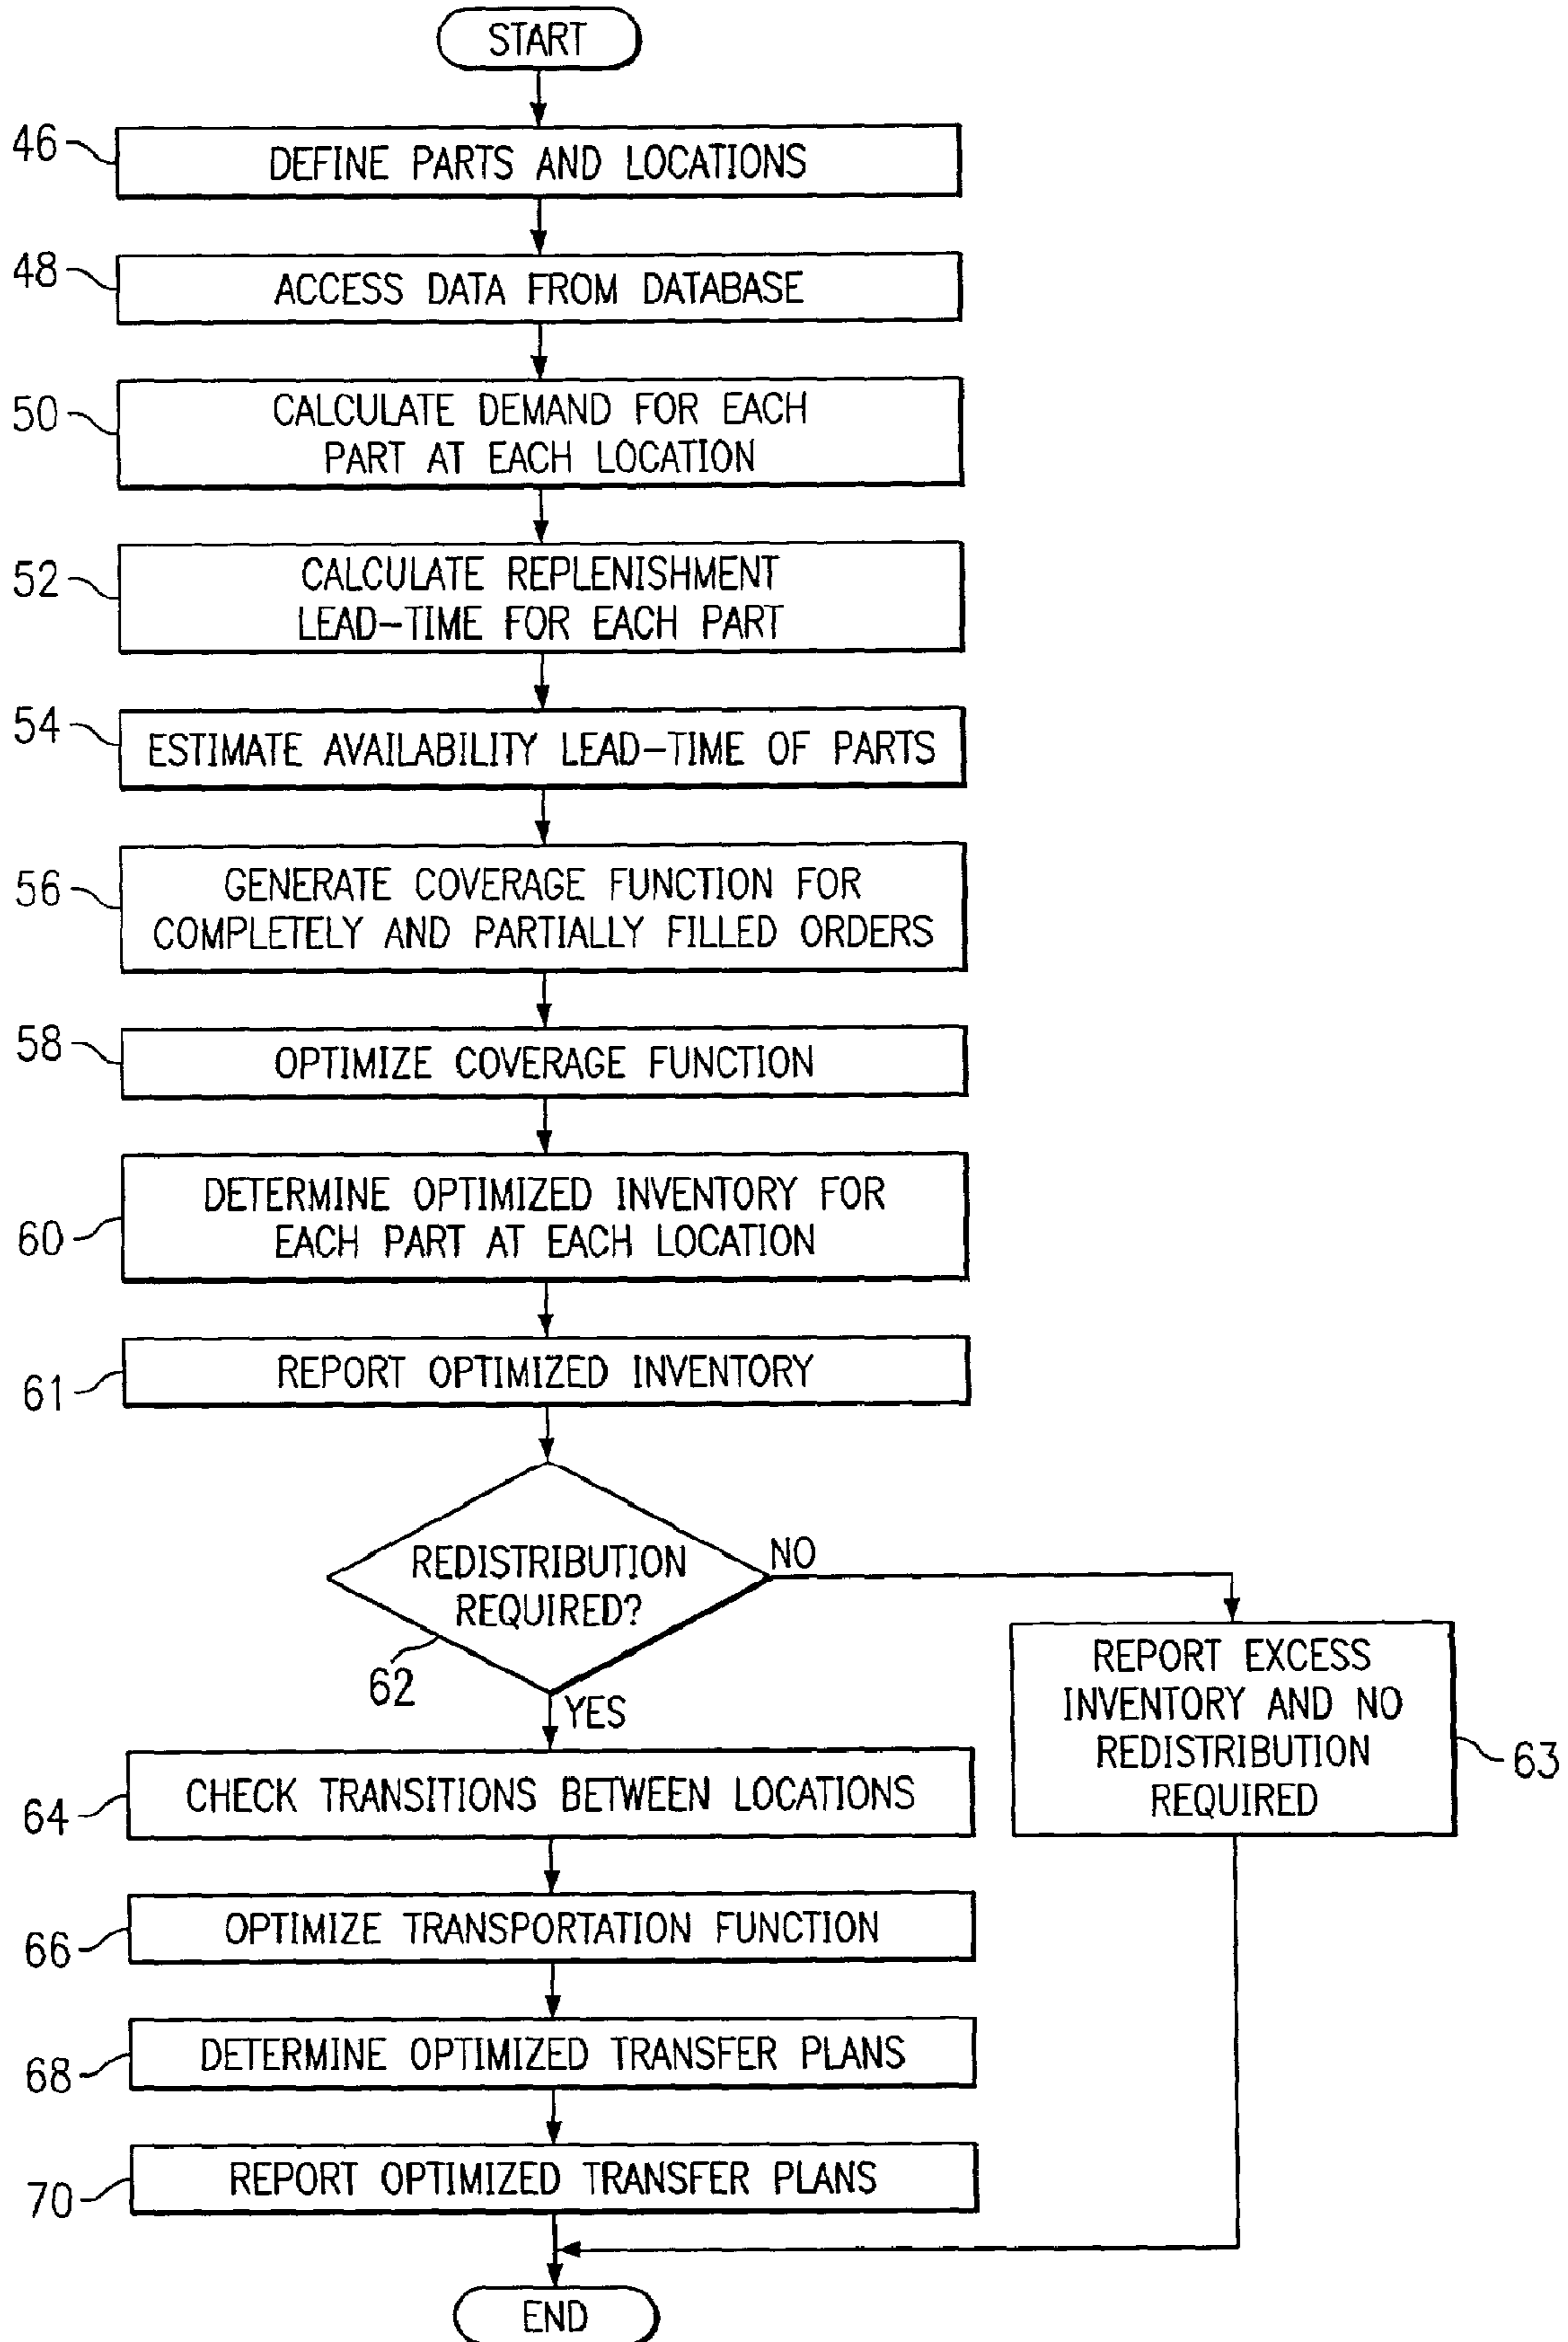 START
46
DEFINE PARTS AND LOCATIONS
48
ACCESS DATA FROM DATABASE
50
CALCULATE DEMAND FOR EACH
PART AT EACH LOCATION
52
CALCULATE REPLENISHMENT
LEAD-TIME FOR EACH PART
54
ESTIMATE AVAILABILITY LEAD-TIME OF PARTS
56
GENERATE COVERAGE FUNCTION FOR
COMPLETELY AND PARTIALLY FILLED ORDERS
58
OPTIMIZE COVERAGE FUNCTION
60
DETERMINE OPTIMIZED INVENTORY FOR
EACH PART AT EACH LOCATION
61
REPORT OPTIMIZED INVENTORY
REDISTRIBUTION
REQUIRED?
62
NO
YES
REPORT EXCESS
INVENTORY AND NO
REDISTRIBUTION
REQUIRED
63
64
CHECK TRANSITIONS BETWEEN LOCATIONS
66
OPTIMIZE TRANSPORTATION FUNCTION
68
DETERMINE OPTIMIZED TRANSFER PLANS
70
REPORT OPTIMIZED TRANSFER PLANS
END